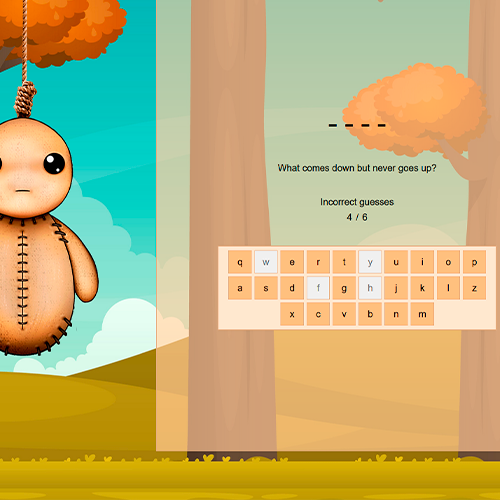 _ _ _ _
What comes down but never goes up?
Incorrect guesses
4 / 6
q w e r t y u i o p
a s d f g h j k l z
x c v b n m